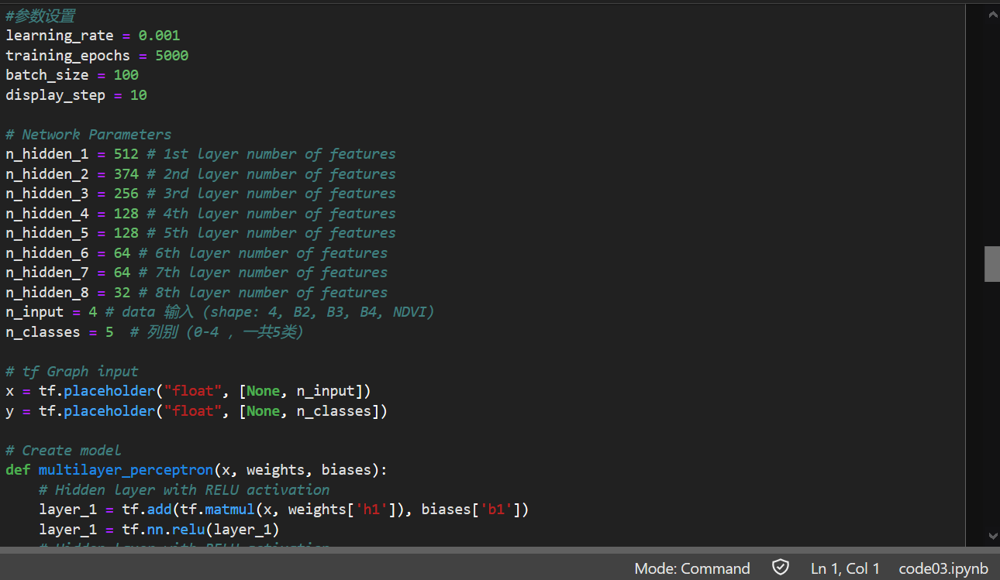 #参数设置
learning_rate = 0.001
training_epochs = 5000
batch_size = 100
display_step = 10
# Network Parameters
n_hidden_1 = 512 # 1st layer number of features
n_hidden_2 = 374 # 2nd layer number of features
n_hidden_3 = 256 # 3rd layer number of features
n_hidden_4 = 128 # 4th layer number of features
n_hidden_5 = 128 # 5th layer number of features
n_hidden_6 = 64 # 6th layer number of features
n_hidden_7 = 64 # 7th layer number of features
n_hidden_8 = 32 # 8th layer number of features
n_input = 4 # data 输入 (shape: 4, B2, B3, B4, NDVI)
n_classes = 5  # 列别 (0-4 , 一共5类)
# tf Graph input
x = tf.placeholder("float", [None, n_input])
y = tf.placeholder("float", [None, n_classes])
# Create model
def multilayer_perceptron(x, weights, biases):
    # Hidden layer with RELU activation
    layer_1 = tf.add(tf.matmul(x, weights['h1']), biases['b1'])
    layer_1 = tf.nn.relu(layer_1)
    # Hidden layer with RELU activation
Mode: Command Ln 1, Col 1 code03.ipynb